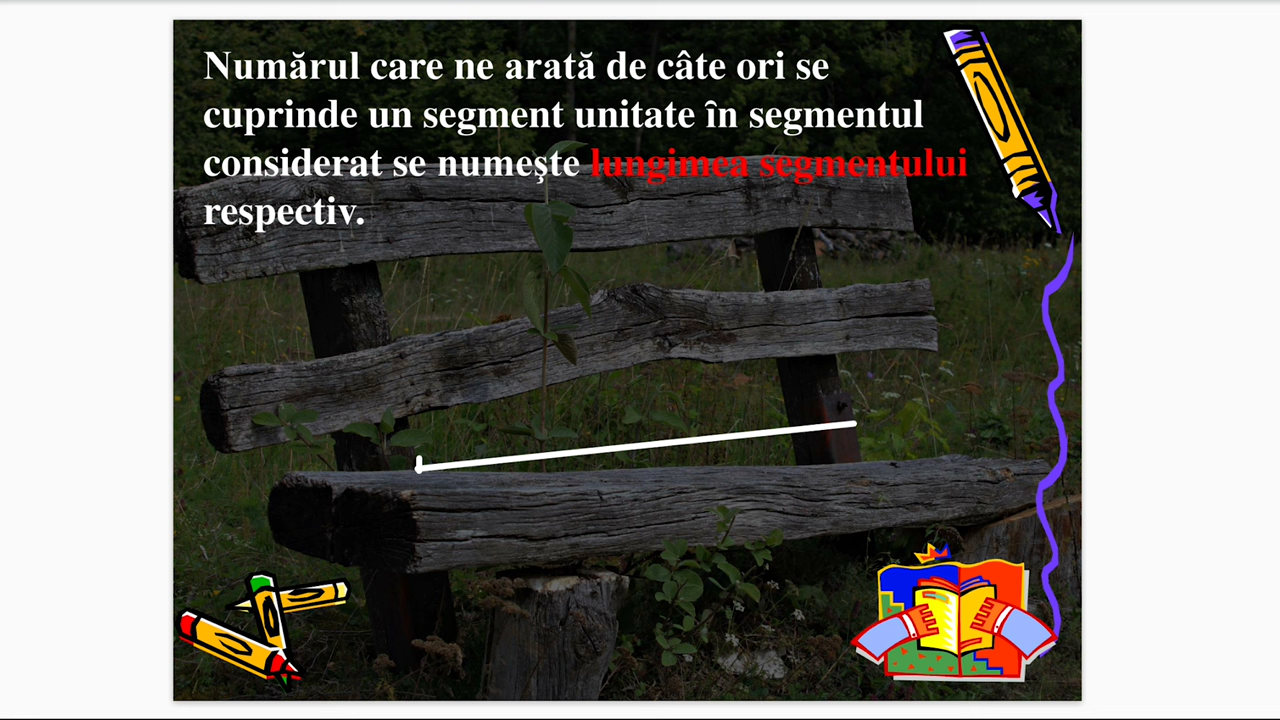 Numărul care ne arată de câte ori se
cuprinde un segment unitate în segmentul
considerat se numeşte lungimea segmentului
respectiv.